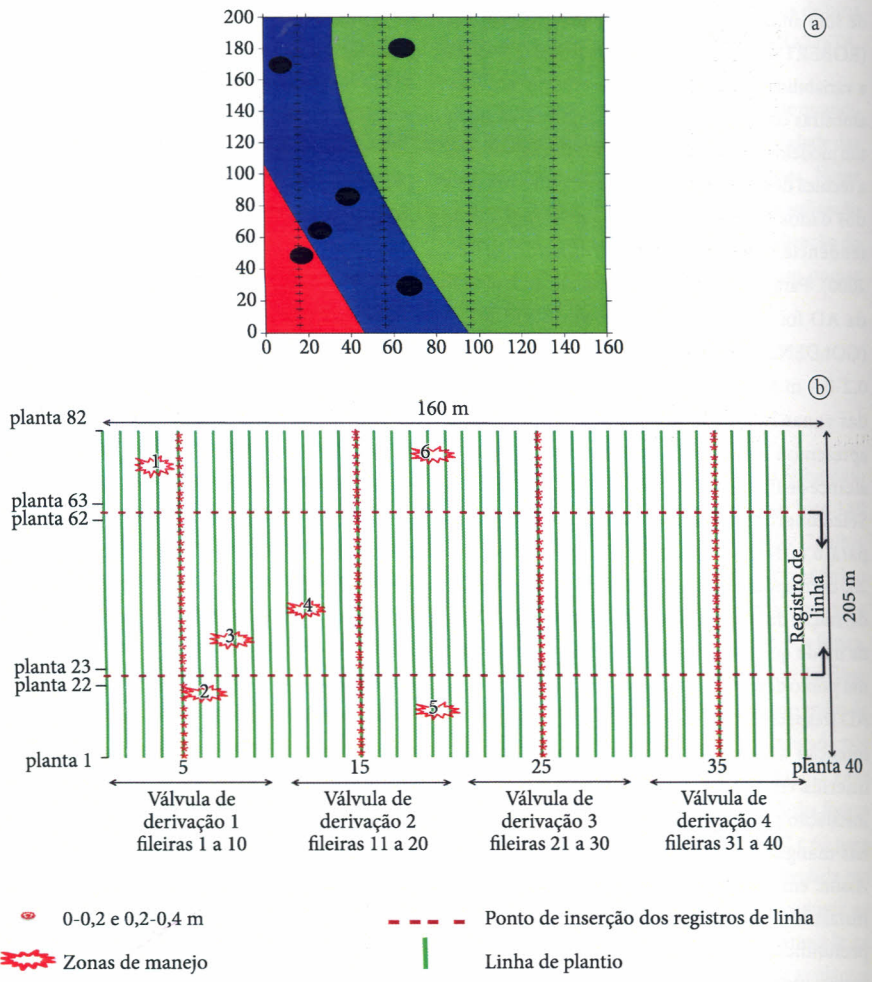 a
200
180
160
140
120
100
80
60
40
20
0
0 20 40 60 80 100 120 140 160
b
160 m
planta 82
planta 63
planta 62
planta 23
planta 22
planta 1
1
6
4
3
2
5
Registro de
linha
205 m
5 15 25 35 planta 40
Válvula de
derivação 1
fileiras 1 a 10
Válvula de
derivação 2
fileiras 11 a 20
Válvula de
derivação 3
fileiras 21 a 30
Válvula de
derivação 4
fileiras 31 a 40
0-0,2 e 0,2-0,4 m
Ponto de inserção dos registros de linha
Zonas de manejo
Linha de plantio